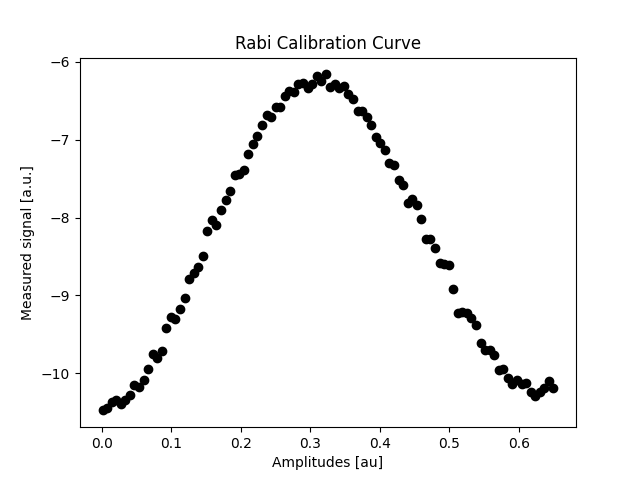 Rabi Calibration Curve
−6
−7
−8
−9
−10
Measured signal [a.u.]
0.0 0.1 0.2 0.3 0.4 0.5 0.6
Amplitudes [au]